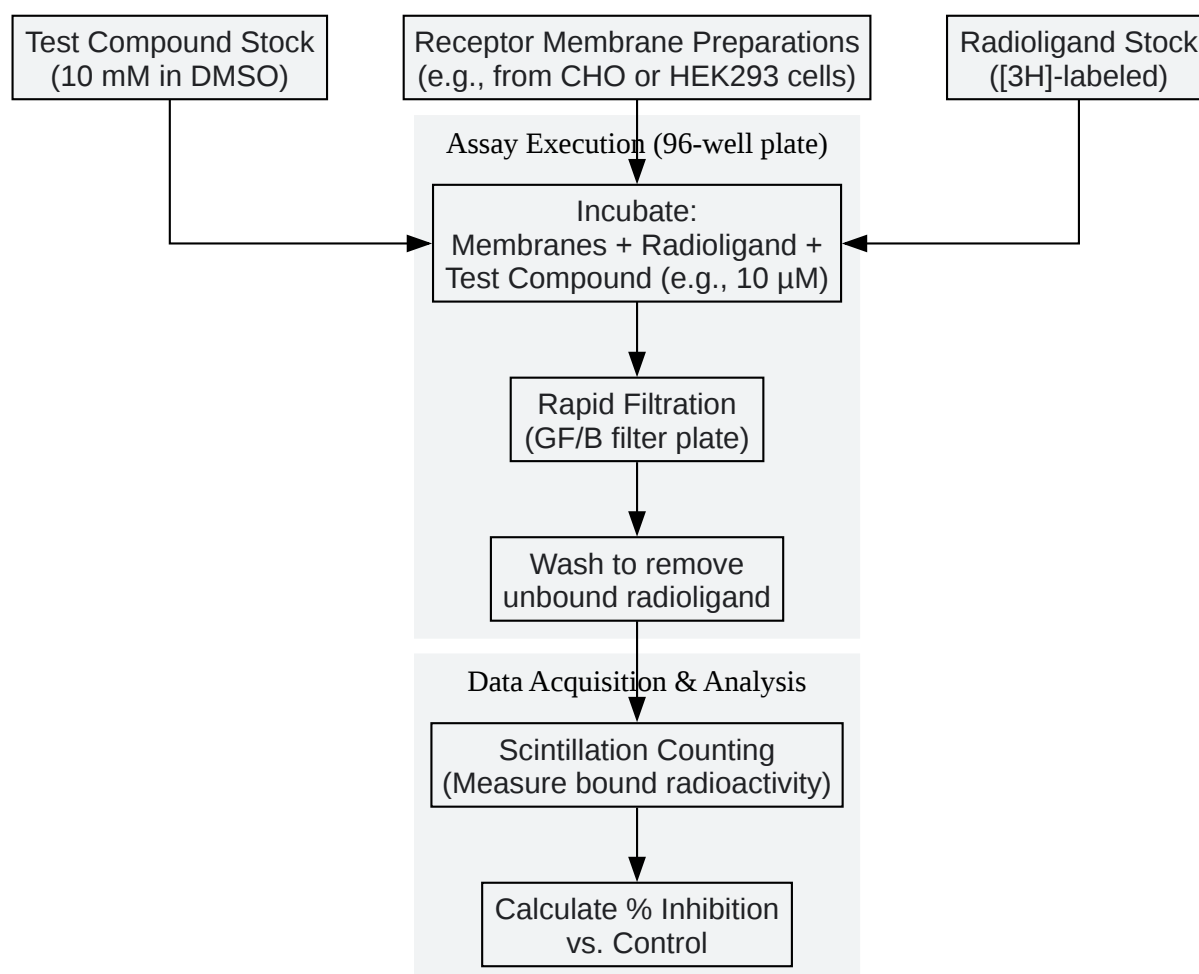 Test Compound Stock
(10 mM in DMSO)
Receptor Membrane Preparations
(e.g., from CHO or HEK293 cells)
Radioligand Stock
([3H]-labeled)
Assay Execution (96-well plate)
Incubate:
Membranes + Radioligand +
Test Compound (e.g., 10 µM)
Rapid Filtration
(GF/B filter plate)
Wash to remove
unbound radioligand
Data Acquisition & Analysis
Scintillation Counting
(Measure bound radioactivity)
Calculate % Inhibition
vs. Control